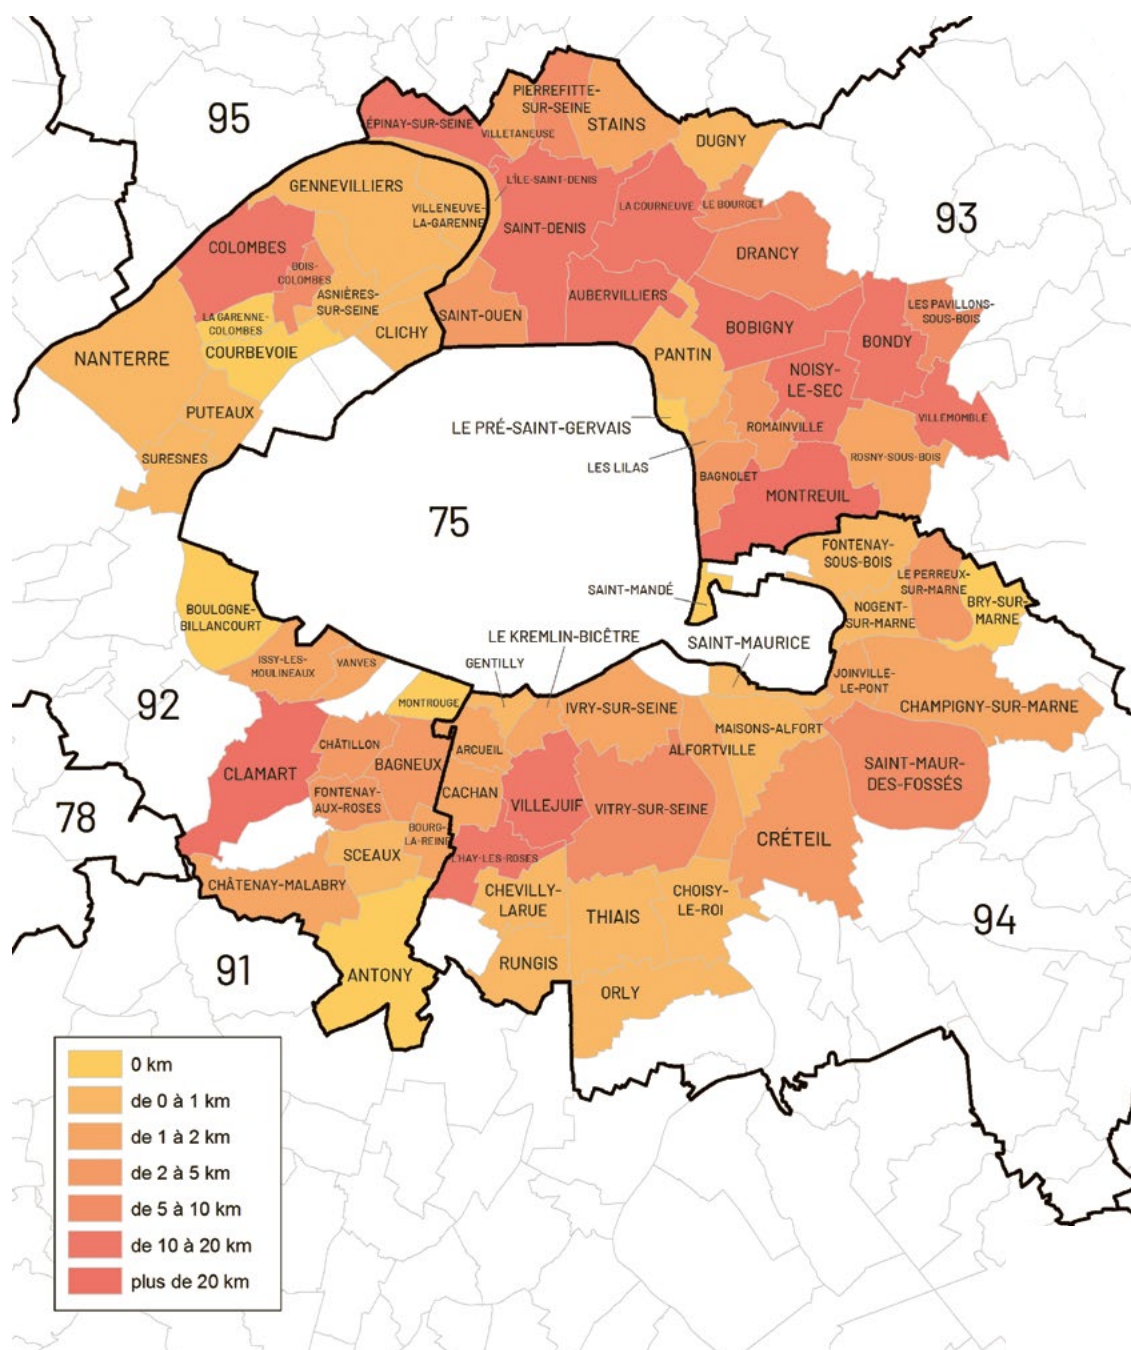 95
PIERREFITTE-
SUR-SEINE
ÉPINAY-SUR-SEINE
VILLETANEUSE
STAINS
DUGNY
GENNEVILLIERS
L'ÎLE-SAINT-DENIS
VILLENEUVE-
LA-GARENNE
LA COURNEUVE
LE BOURGET
93
SAINT-DENIS
COLOMBES
DRANCY
BOIS-
COLOMBES
ASNIÈRES-
SUR-SEINE
AUBERVILLIERS
LES PAVILLONS-
SOUS-BOIS
LA GARENNE-
COLOMBES
SAINT-OUEN
CLICHY
BOBIGNY
BONDY
COURBEVOIE
NANTERRE
PANTIN
NOISY-
LE-SEC
PUTEAUX
LE PRÉ-SAINT-GERVAIS
ROMAINVILLE
VILLEMOMBLE
SURESNES
LES LILAS
ROSNY-SOUS-BOIS
BAGNOLET
MONTREUIL
75
FONTENAY-
SOUS-BOIS
SAINT-MANDÉ
LE PERREUX-
SUR-MARNE
BRY-SUR-
MARNE
BOULOGNE-
BILLANCOURT
NOGENT-
SUR-MARNE
LE KREMLIN-BICÊTRE
SAINT-MAURICE
ISSY-LES-
MOULINEAUX
VANVES
GENTILLY
JOINVILLE-
LE-PONT
92
MONTROUGE
IVRY-SUR-SEINE
CHAMPIGNY-SUR-MARNE
MAISONS-ALFORT
CHÂTILLON
ARCUEIL
ALFORTVILLE
BAGNEUX
CLAMART
SAINT-MAUR-
DES-FOSSÉS
FONTENAY-
AUX-ROSES
CACHAN
VILLEJUIF
VITRY-SUR-SEINE
78
BOURG-
LA-REINE
CRÉTEIL
SCEAUX
L'HAY-LES-ROSES
CHÂTENAY-MALABRY
CHEVILLY-
LARUE
CHOISY-
LE-ROI
THIAIS
94
91
ANTONY
RUNGIS
ORLY
0 km
de 0 à 1 km
de 1 à 2 km
de 2 à 5 km
de 5 à 10 km
de 10 à 20 km
plus de 20 km